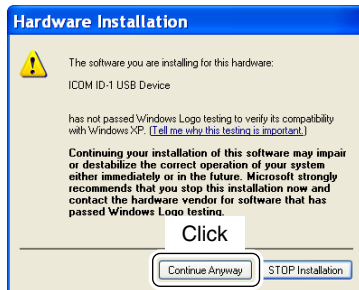 Hardware Installation
The software you are installing for this hardware:
ICOM ID-1 USB Device
has not passed Windows Logo testing to verify its compatibility
with Windows XP. (Tell me why this testing is important.)
Continuing your installation of this software may impair
or destabilize the correct operation of your system
either immediately or in the future. Microsoft strongly
recommends that you stop this installation now and
contact the hardware vendor for software that has
passed Windows Logo testing.
Click
Continue Anyway STOP Installation